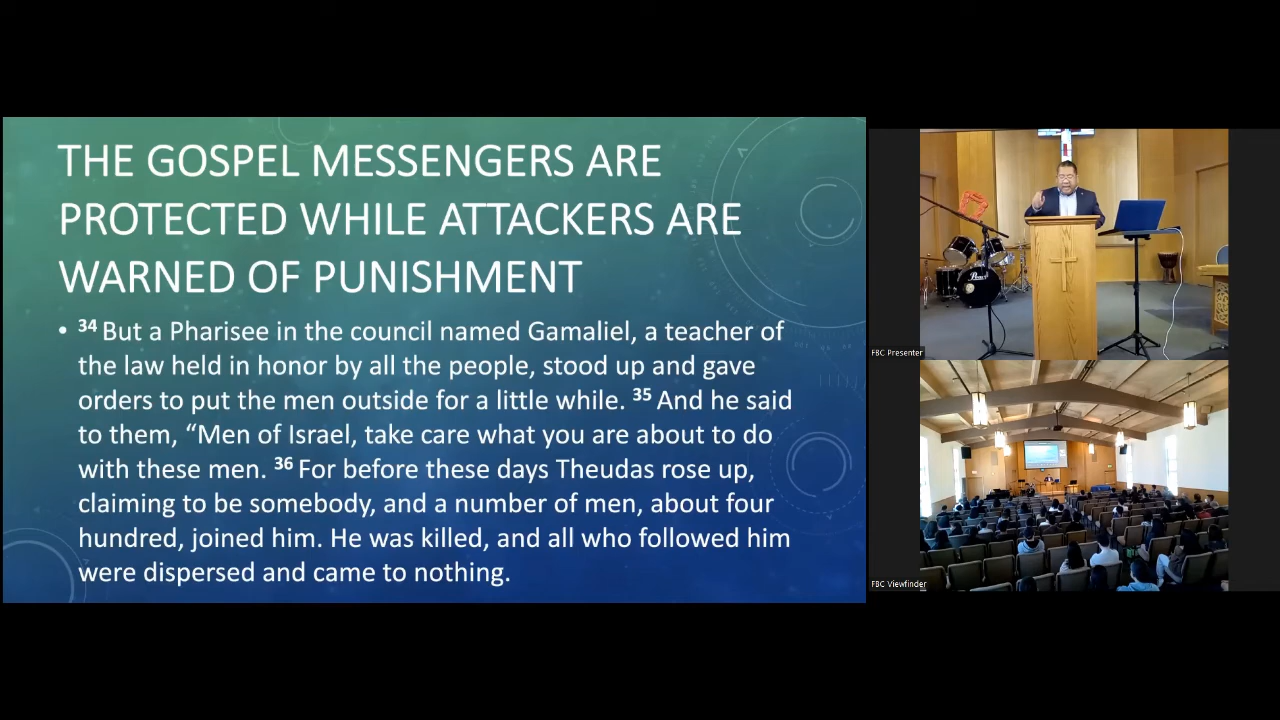 THE GOSPEL MESSENGERS ARE
PROTECTED WHILE ATTACKERS ARE
WARNED OF PUNISHMENT
• 34 But a Pharisee in the council named Gamaliel, a teacher of
the law held in honor by all the people, stood up and gave
orders to put the men outside for a little while. 35 And he said
to them, “Men of Israel, take care what you are about to do
with these men. 36 For before these days Theudas rose up,
claiming to be somebody, and a number of men, about four
hundred, joined him. He was killed, and all who followed him
were dispersed and came to nothing.
FBC Presenter
FBC Viewfinder